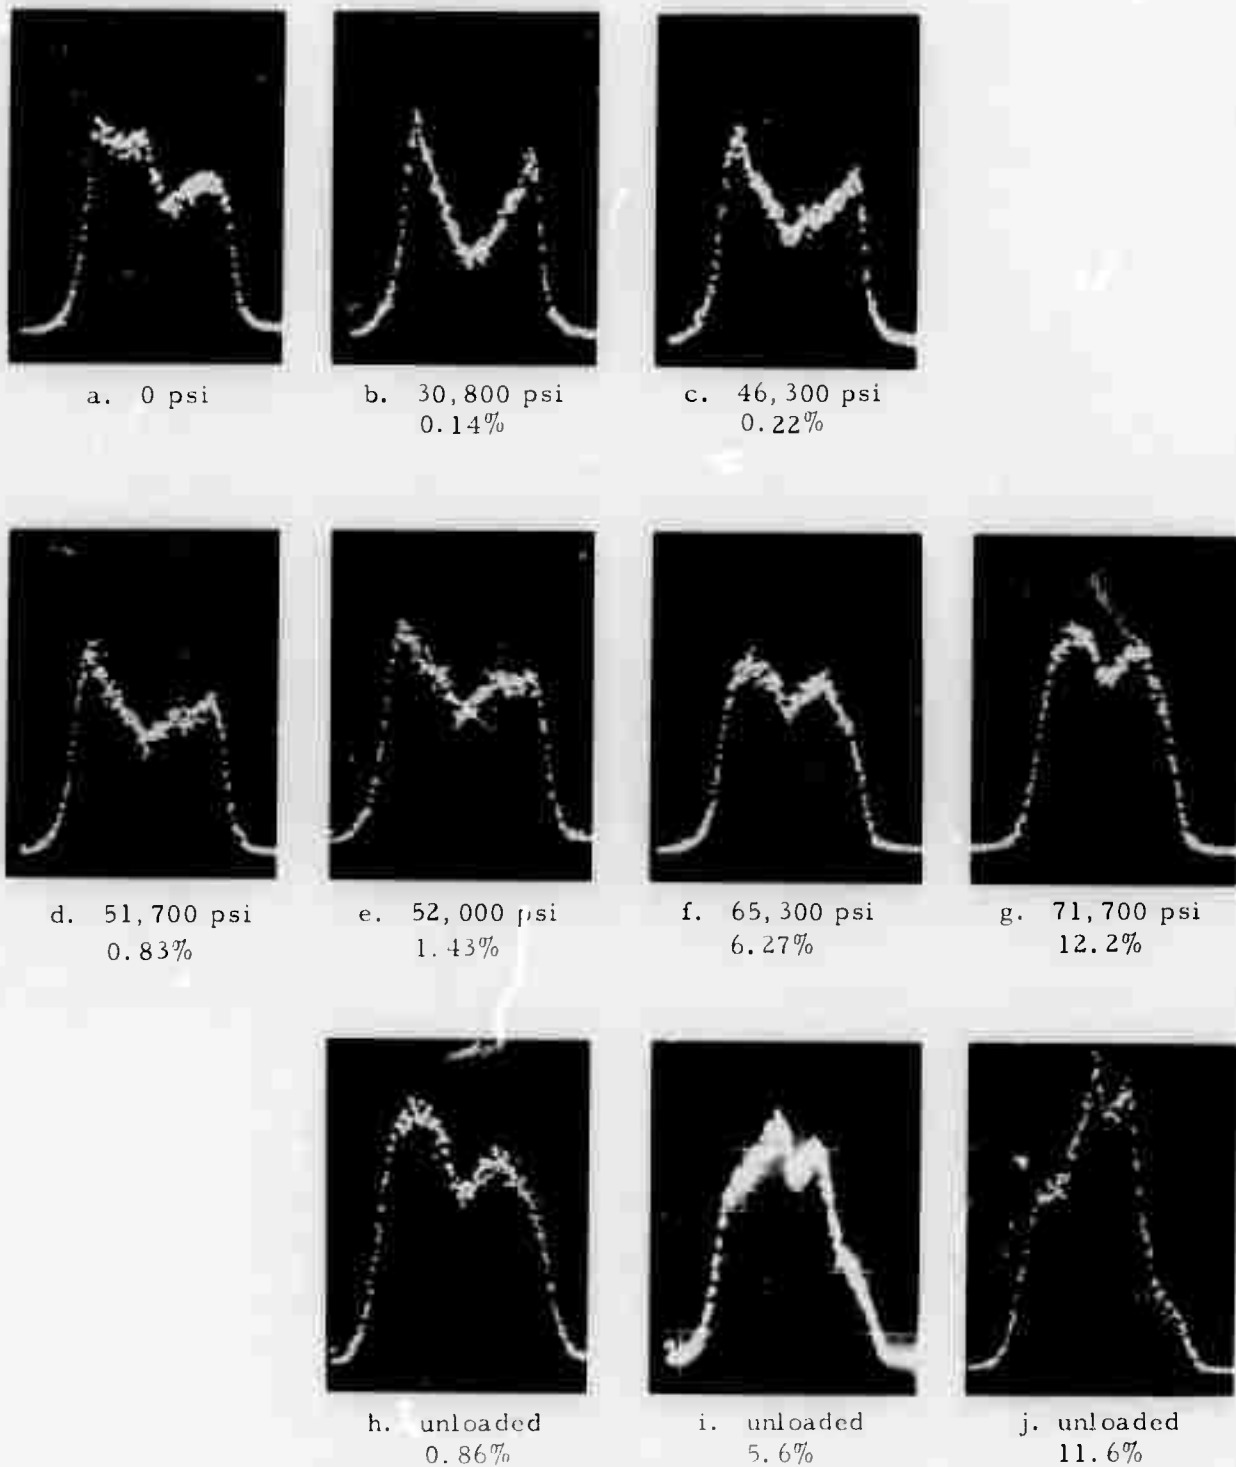 a. 0 psi
b. 30,800 psi
0.14%
c. 46,300 psi
0.22%
d. 51,700 psi
0.83%
e. 52,000 psi
1.43%
f. 65,300 psi
6.27%
g. 71,700 psi
12.2%
h. unloaded
0.86%
i. unloaded
5.6%
j. unloaded
11.6%